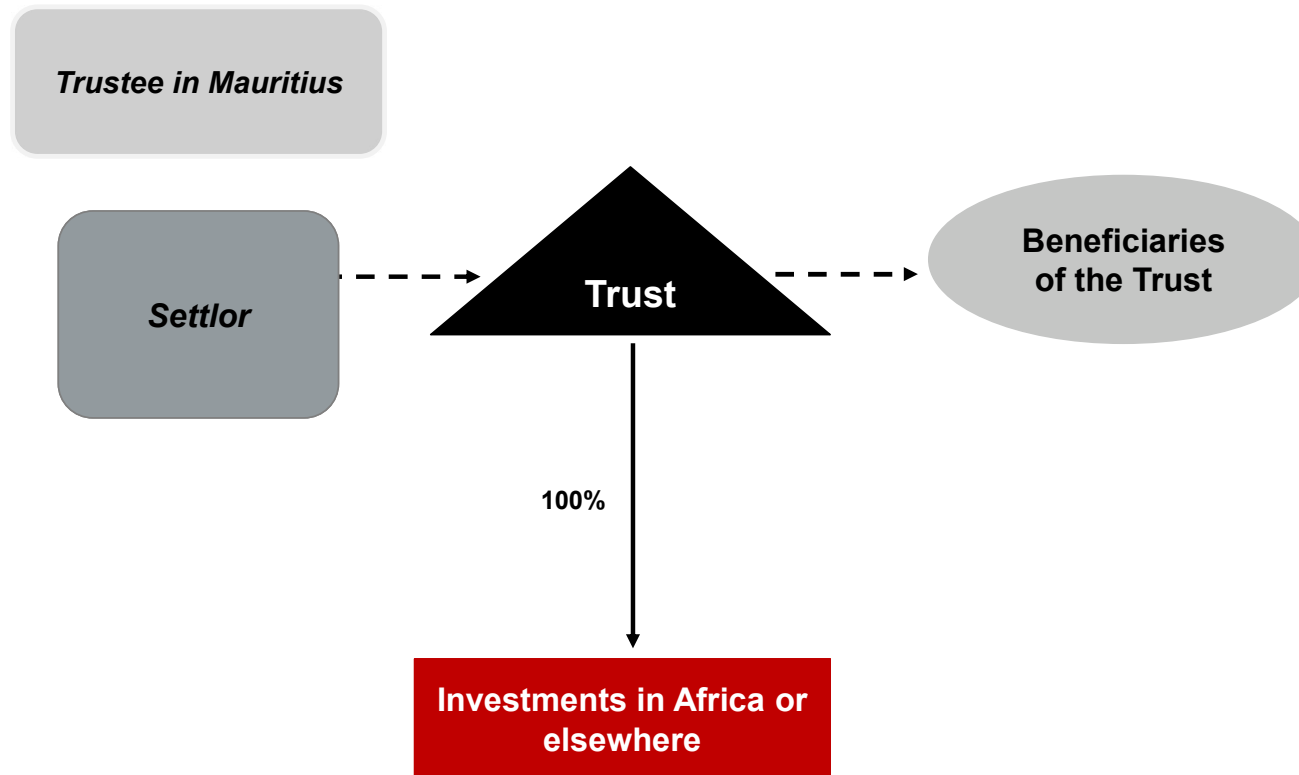 Trustee in Mauritius
Settlor
Trust
Beneficiaries
of the Trust
100%
Investments in Africa or
elsewhere